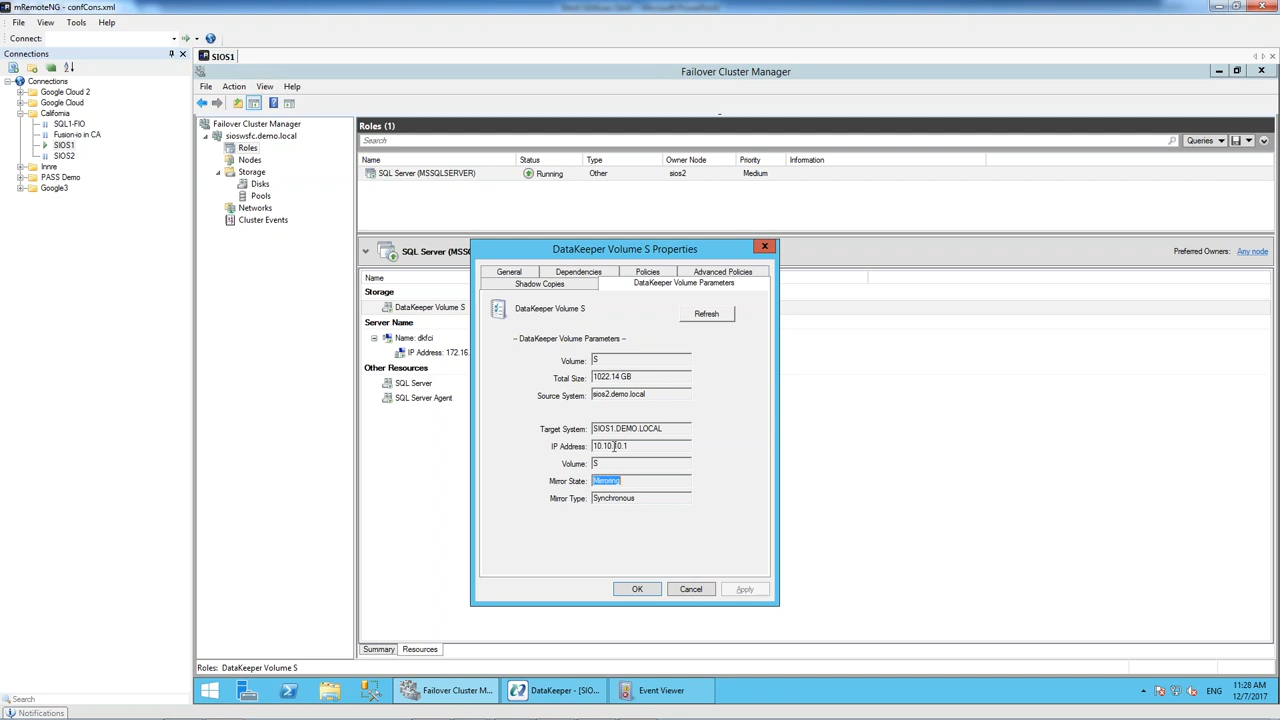 mRemoteNG - confCons.xml
File View Tools Help
Connect:
Connections
SIOS1
Connections
Google Cloud 2
Google Cloud
California
SQL1-FIO
Fusion-io in CA
SIOS1
SIOS2
Innre
PASS Demo
Google3
Failover Cluster Manager
File Action View Help
Failover Cluster Manager
sioswsfc.demo.local
Roles
Nodes
Storage
Disks
Pools
Networks
Cluster Events
Roles (1)
Search
Queries
Name Status Type Owner Node Priority Information
SQL Server (MSSQLSERVER) Running Other sios2 Medium
SQL Server (MSS
Preferred Owners: Any node
Name
Storage
DataKeeper Volume S
Server Name
Name: dkfci
IP Address: 172.16.
Other Resources
SQL Server
SQL Server Agent
DataKeeper Volume S Properties
General Dependencies Policies Advanced Policies
Shadow Copies DataKeeper Volume Parameters
DataKeeper Volume S
Refresh
-- DataKeeper Volume Parameters --
Volume: S
Total Size: 1022.14 GB
Source System: sios2.demo.local
Target System: SIOS1.DEMO.LOCAL
IP Address: 10.10.10.1
Volume: S
Mirror State: Mirroring
Mirror Type: Synchronous
OK Cancel Apply
Summary Resources
Roles: DataKeeper Volume S
Failover Cluster M...
DataKeeper - [SIO...
Event Viewer
ENG
11:28 AM
12/7/2017
Search
Notifications